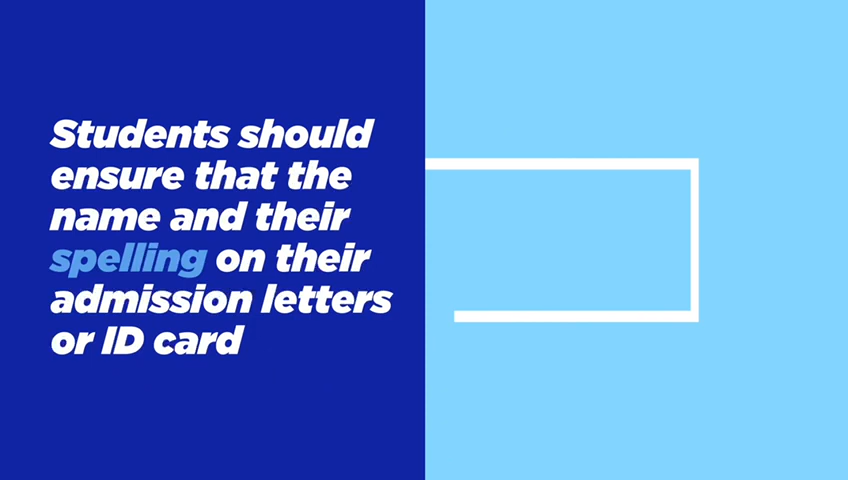 Students should
ensure that the
name and their
spelling on their
admission letters
or ID card